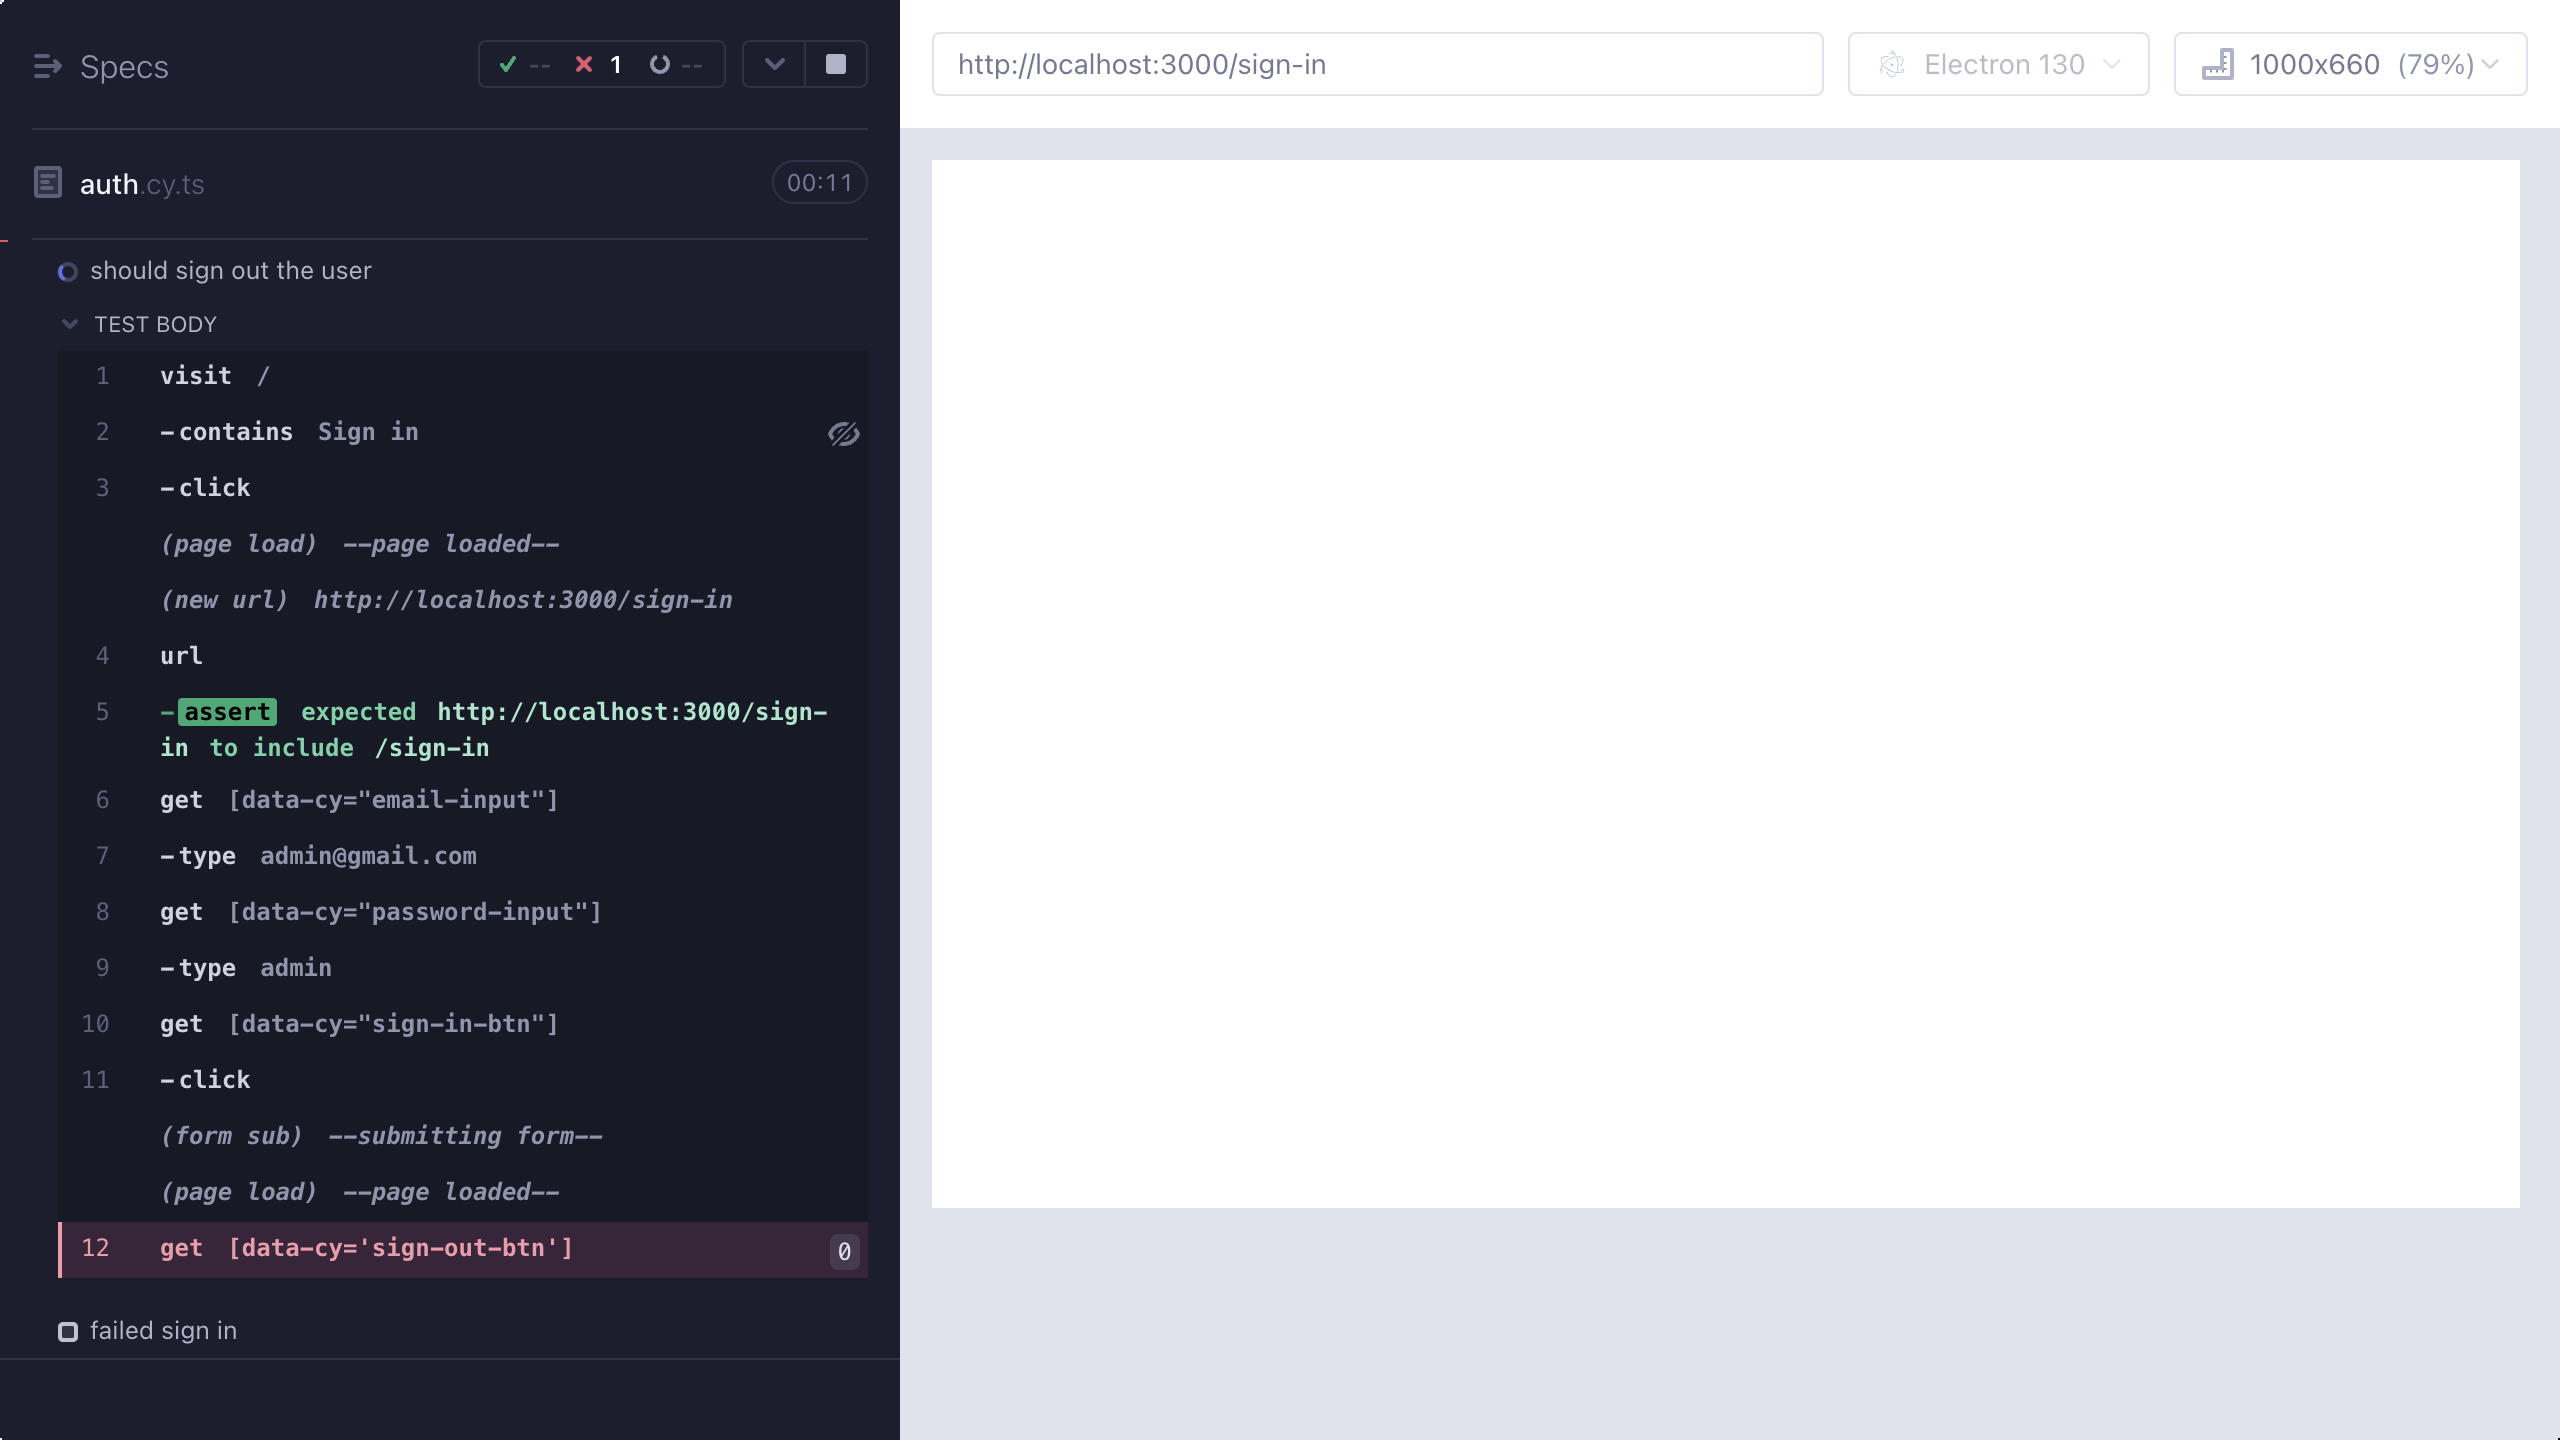 Specs
-- 1 --
auth.cy.ts
00:11
should sign out the user
TEST BODY
1 visit /
2 -contains Sign in
3 -click
(page load) --page loaded--
(new url) http://localhost:3000/sign-in
4 url
5 -assert expected http://localhost:3000/sign-
in to include /sign-in
6 get [data-cy="email-input"]
7 -type admin@gmail.com
8 get [data-cy="password-input"]
9 -type admin
10 get [data-cy="sign-in-btn"]
11 -click
(form sub) --submitting form--
(page load) --page loaded--
12 get [data-cy='sign-out-btn'] 0
failed sign in
http://localhost:3000/sign-in
Electron 130
1000x660 (79%)